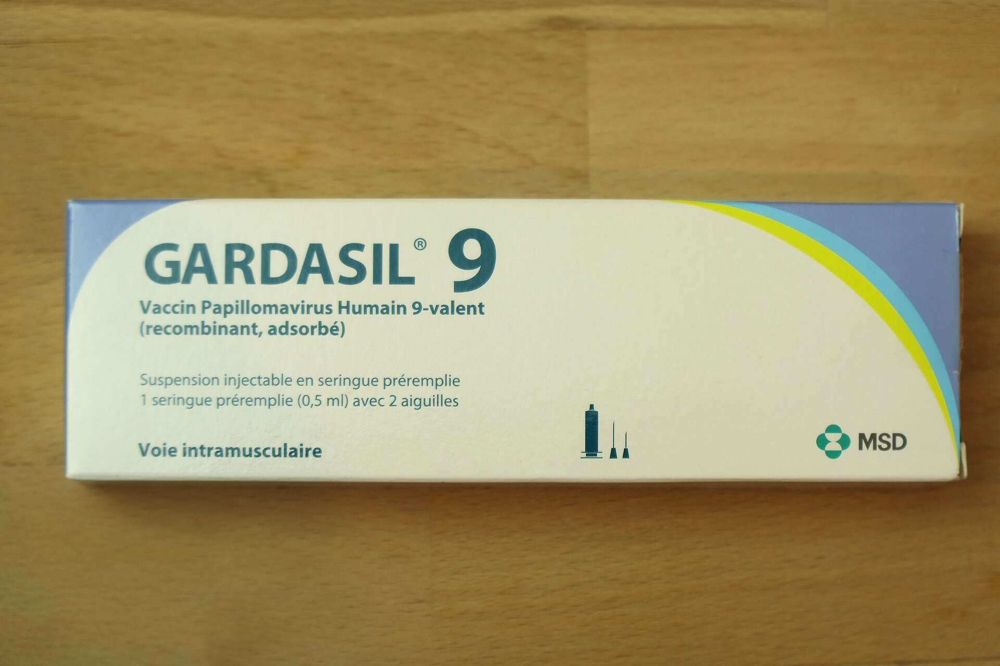 GARDASIL® 9
Vaccin Papillomavirus Humain 9-valent
(recombinant, adsorbé)
Suspension injectable en seringue préremplie
1 seringue préremplie (0,5 ml) avec 2 aiguilles
Voie intramusculaire
MSD